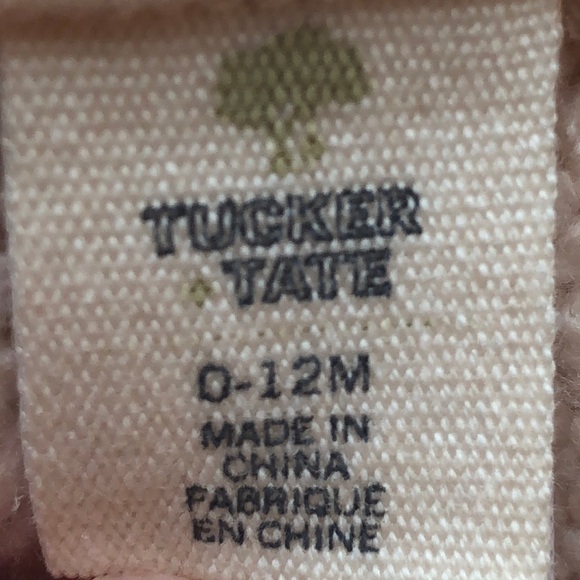 TUCKER
+ TATE
0-12M
MADE IN
CHINA
FABRIQUE
EN CHINE